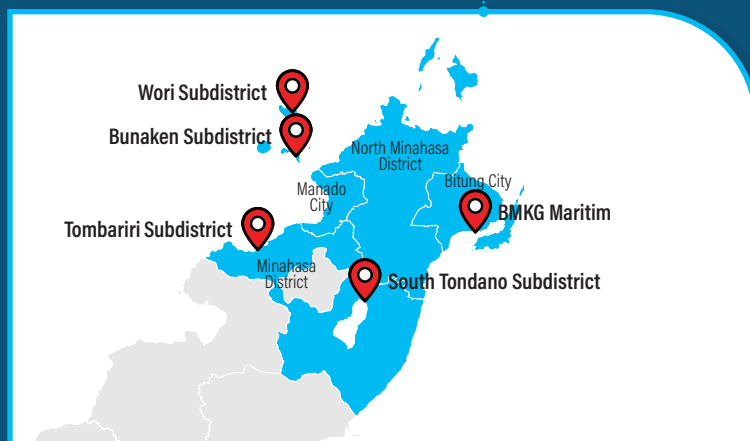 Wori Subdistrict
Bunaken Subdistrict
North Minahasa
District
Manado
City
Bitung City
BMKG Maritim
Tombariri Subdistrict
Minahasa
District
South Tondano Subdistrict